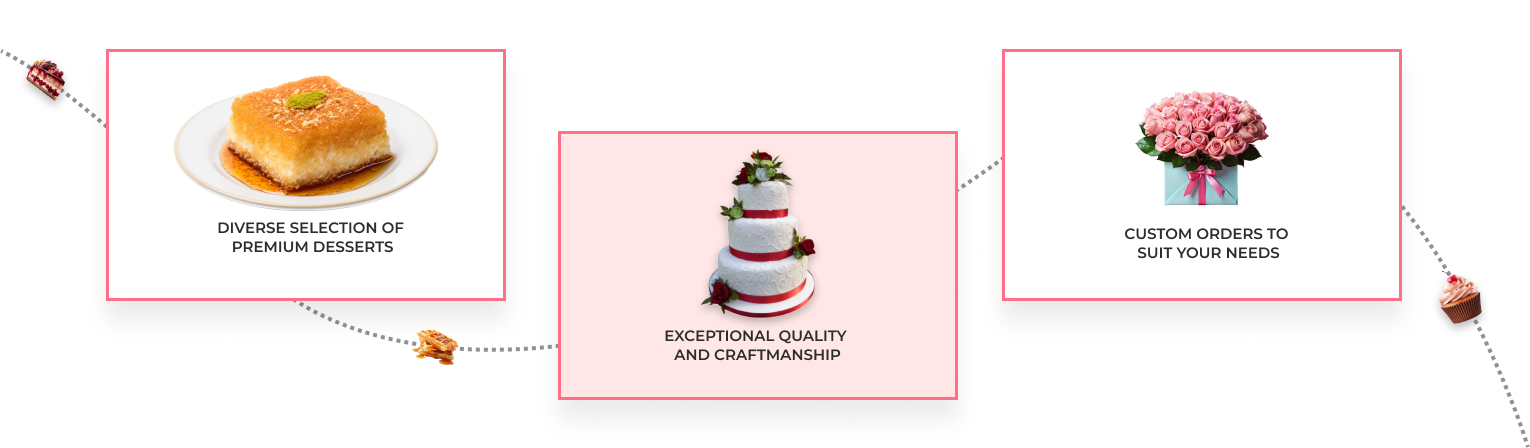 DIVERSE SELECTION OF
PREMIUM DESSERTS
EXCEPTIONAL QUALITY
AND CRAFTMANSHIP
CUSTOM ORDERS TO
SUIT YOUR NEEDS